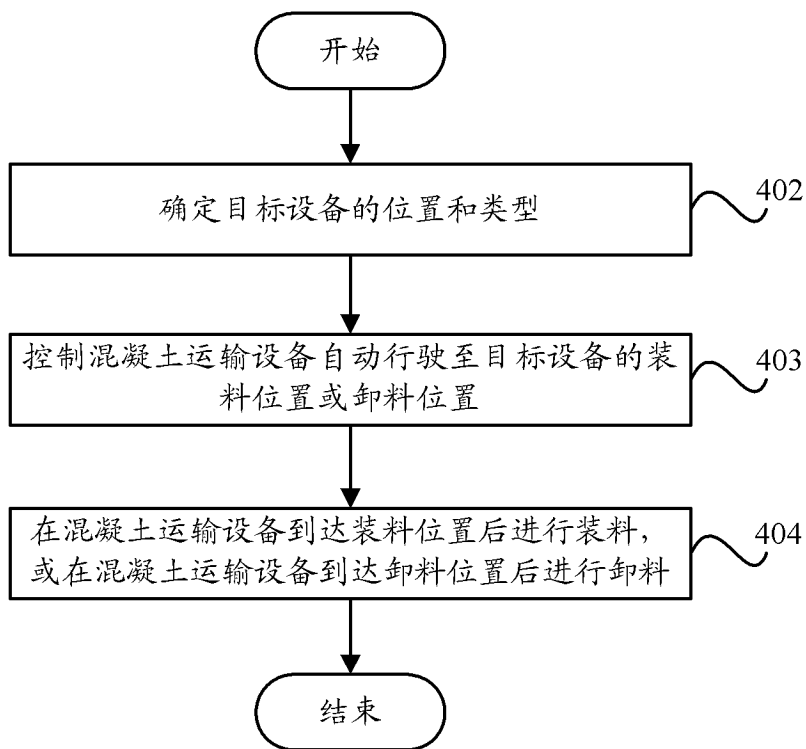 开始
确定目标设备的位置和类型
402
控制混凝土运输设备自动行驶至目标设备的装
料位置或卸料位置
403
在混凝土运输设备到达装料位置后进行装料，
或在混凝土运输设备到达卸料位置后进行卸料
404
结束